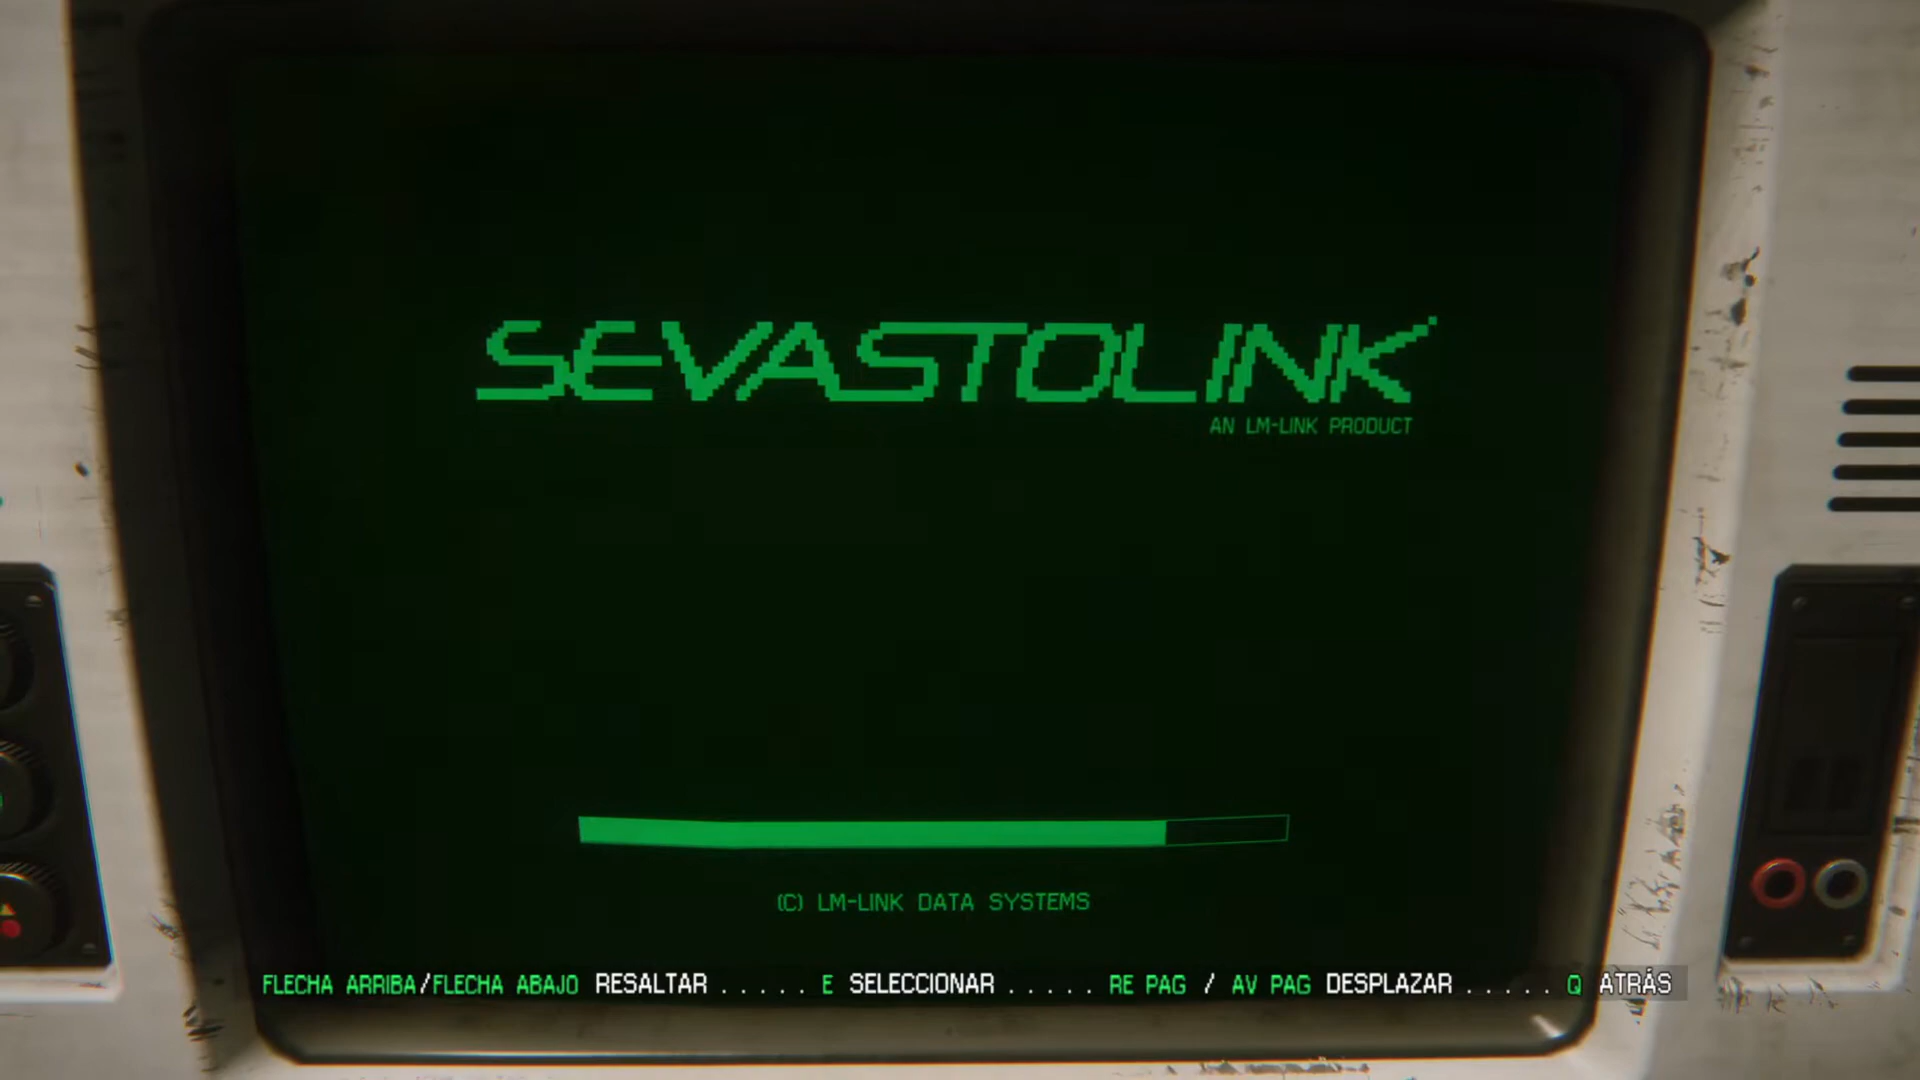 SEVASTOLINK
AN LM-LINK PRODUCT
(C) LM-LINK DATA SYSTEMS
FLECHA ARRIBA/FLECHA ABAJO RESALTAR ..... E SELECCIONAR ..... RE PAG / AV PAG DESPLAZAR ..... Q ATRÁS